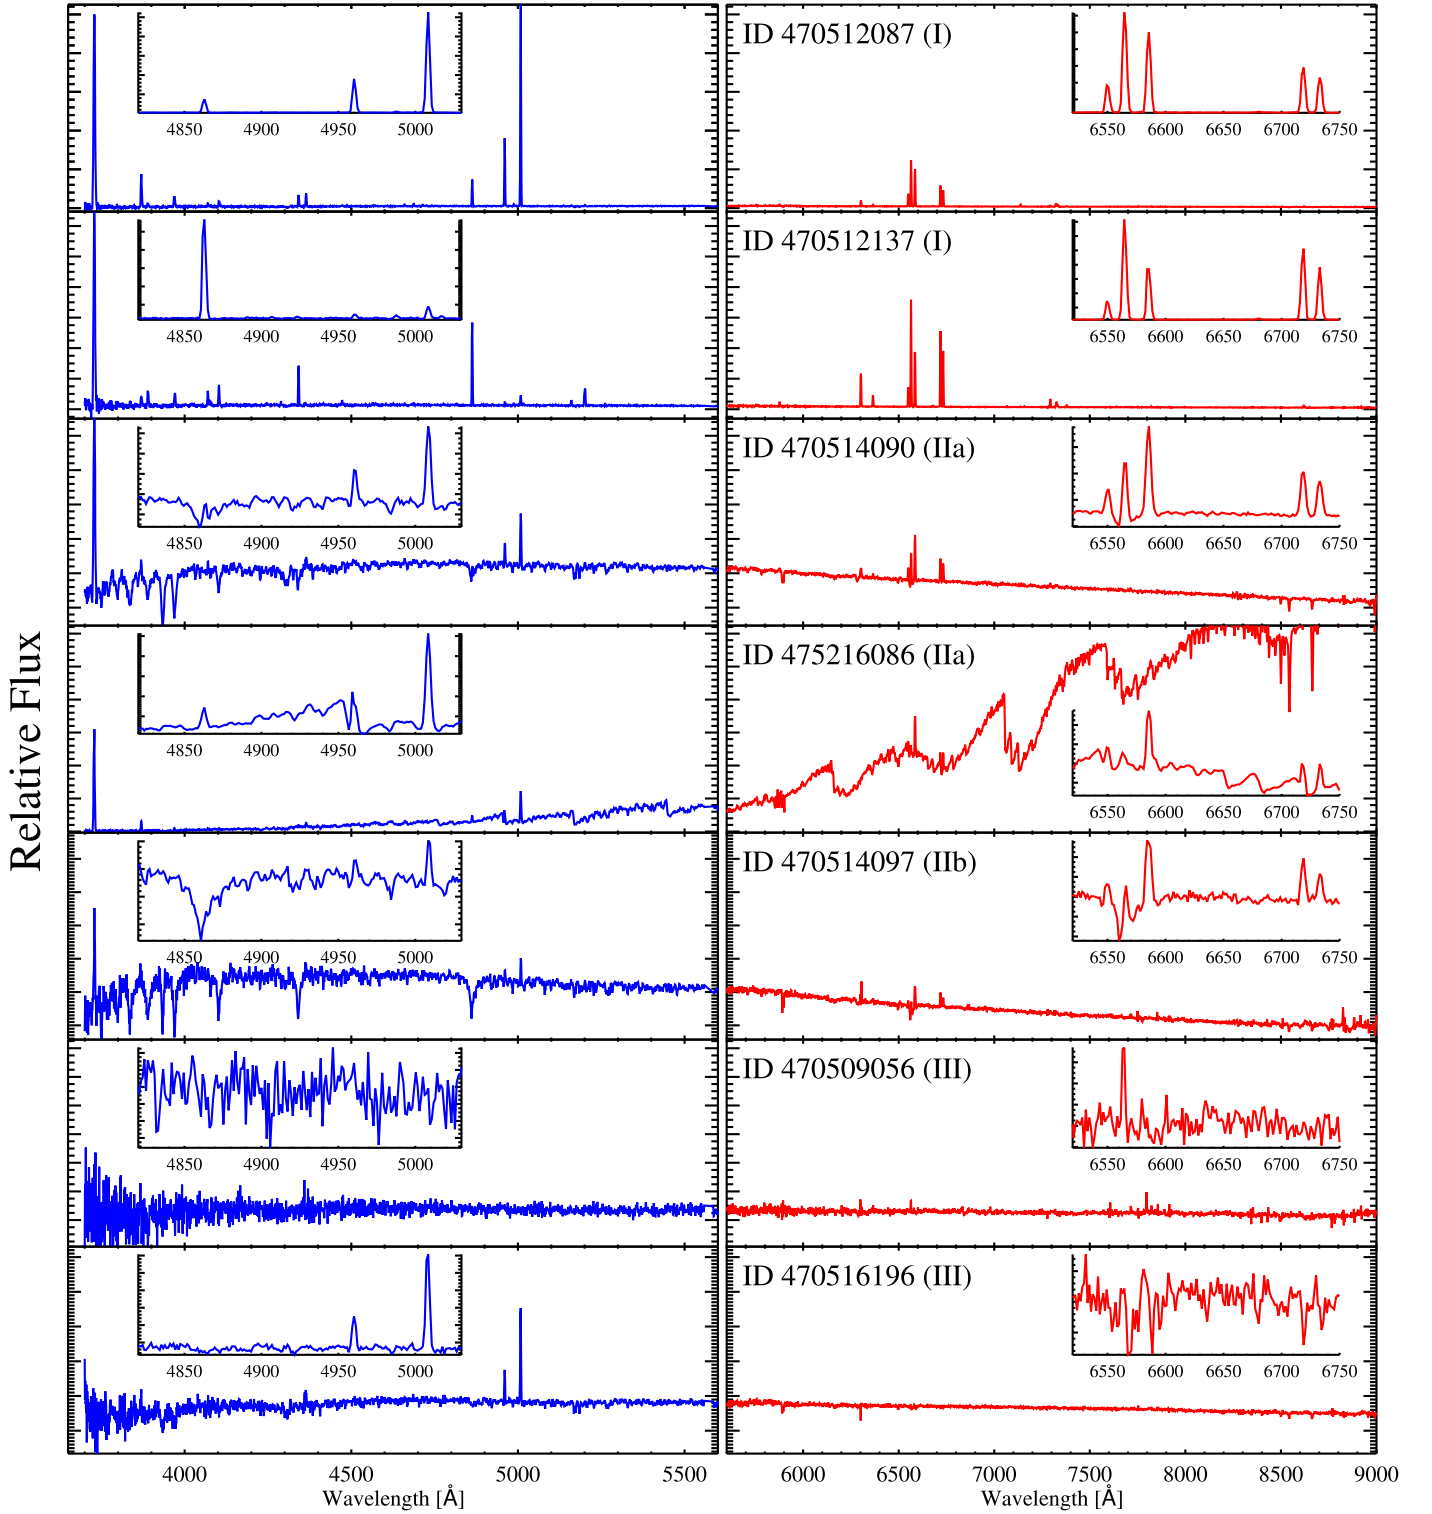 Relative Flux
4850 4900 4950 5000
ID 470512087 (I)
6550 6600 6650 6700 6750
4850 4900 4950 5000
ID 470512137 (I)
6550 6600 6650 6700 6750
4850 4900 4950 5000
ID 470514090 (IIa)
6550 6600 6650 6700 6750
4850 4900 4950 5000
ID 475216086 (IIa)
6550 6600 6650 6700 6750
4850 4900 4950 5000
ID 470514097 (IIb)
6550 6600 6650 6700 6750
4850 4900 4950 5000
ID 470509056 (III)
6550 6600 6650 6700 6750
4850 4900 4950 5000
ID 470516196 (III)
6550 6600 6650 6700 6750
4000 4500 5000 5500
6000 6500 7000 7500 8000 8500 9000
Wavelength [Å]
Wavelength [Å]